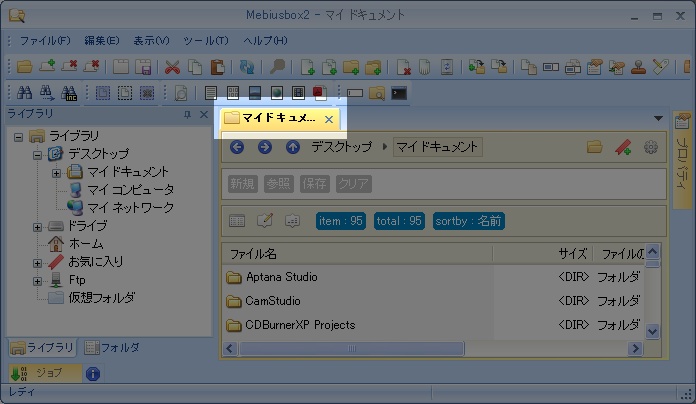 Mebiusbox2 - マイ ドキュメント
ファイル(F) 編集(E) 表示(V) ツール(T) ヘルプ(H)
ライブラリ
マイ ドキュメ...
ライブラリ
デスクトップ
マイ ドキュメント
マイ コンピュータ
マイ ネットワーク
ドライブ
ホーム
お気に入り
Ftp
仮想フォルダ
ライブラリ フォルダ
デスクトップ マイ ドキュメント
新規 参照 保存 クリア
item : 95 total : 95 sortby : 名前
ファイル名 サイズ ファイルの
Aptana Studio <DIR> フォルダ
CamStudio <DIR> フォルダ
CDBurnerXP Projects <DIR> フォルダ
プロパティ
ジョブ
レディ